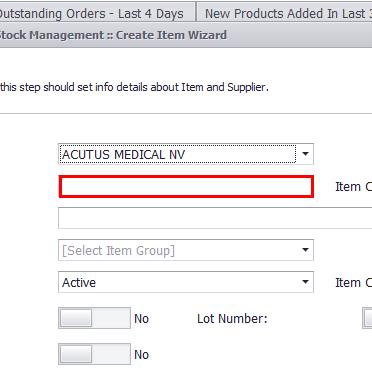 Outstanding Orders - Last 4 Days New Products Added In Last
Stock Management :: Create Item Wizard
this step should set info details about Item and Supplier.
ACUTUS MEDICAL NV
Item
[Select Item Group]
Active Item
No Lot Number:
No